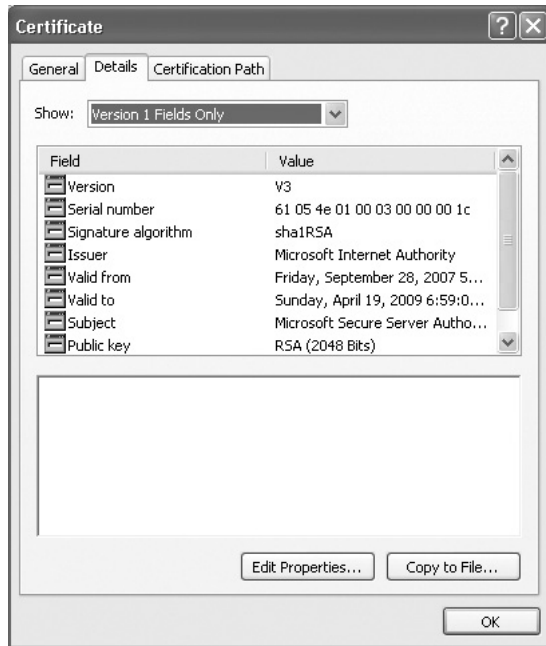 Certificate
General Details Certification Path
Show: Version 1 Fields Only
Field Value
Version V3
Serial number 61 05 4e 01 00 03 00 00 00 1c
Signature algorithm sha1RSA
Issuer Microsoft Internet Authority
Valid from Friday, September 28, 2007 5...
Valid to Sunday, April 19, 2009 6:59:0...
Subject Microsoft Secure Server Autho...
Public key RSA (2048 Bits)
Edit Properties... Copy to File...
OK